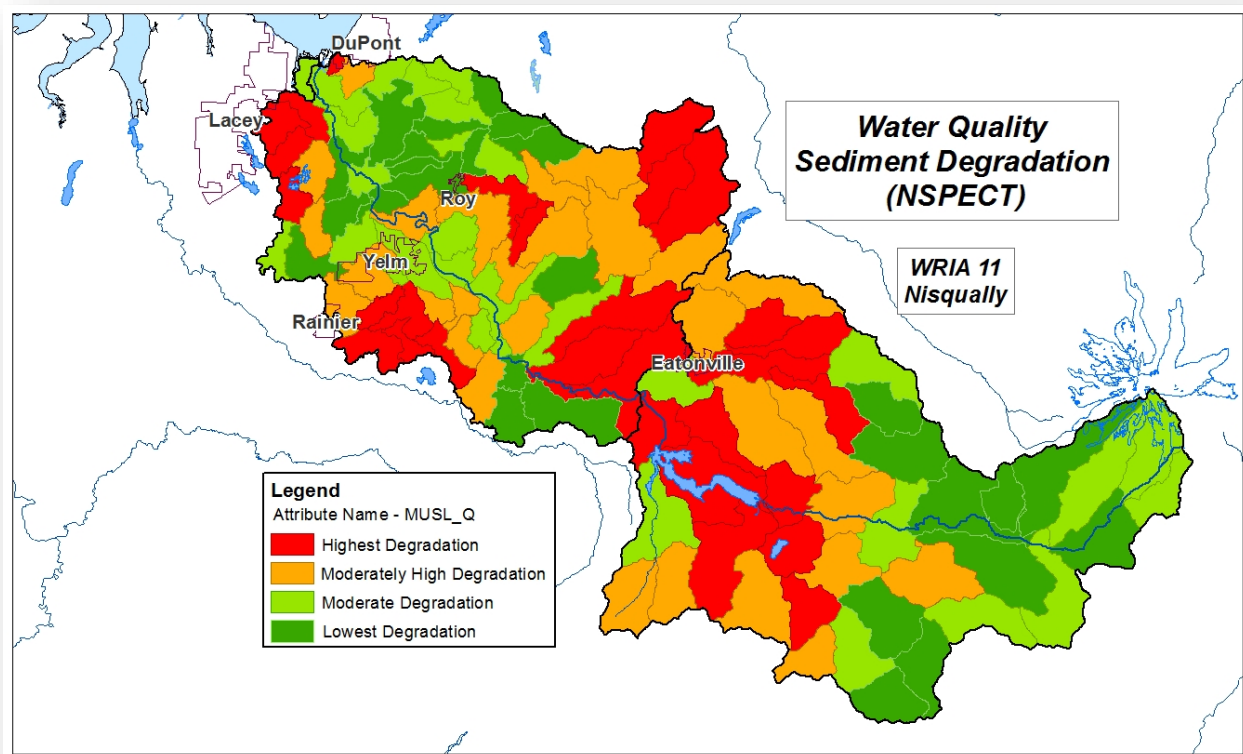 DuPont
Lacey
Roy
Yelm
Rainier
Eatonville
Water Quality
Sediment Degradation
(NSPECT)
WRIA 11
Nisqually
Legend
Attribute Name - MUSL_Q
Highest Degradation
Moderately High Degradation
Moderate Degradation
Lowest Degradation